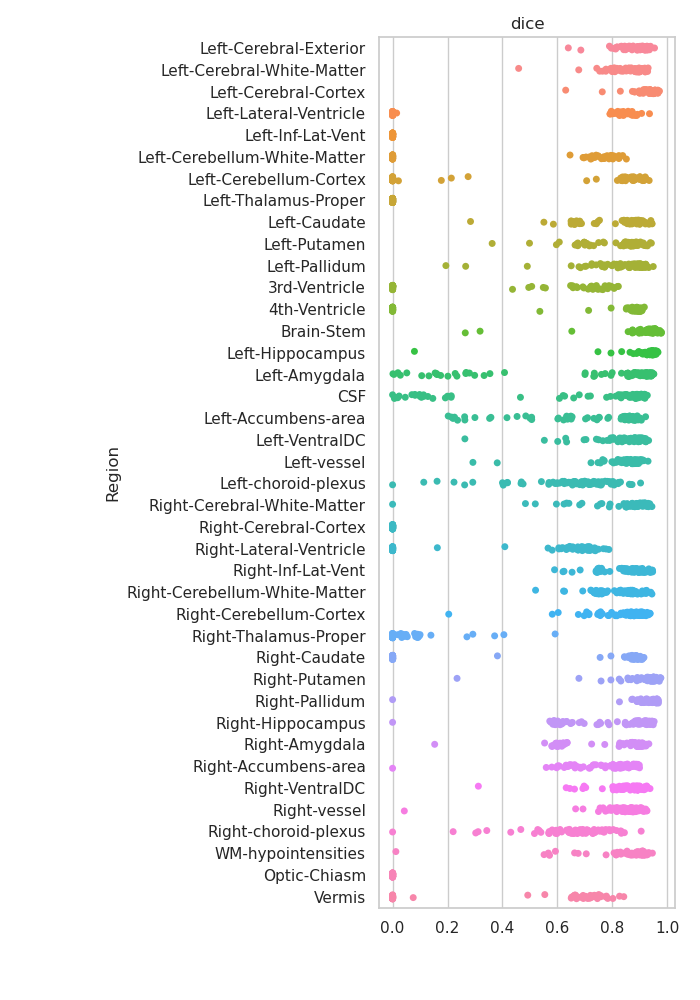 dice
Left-Cerebral-Exterior
Left-Cerebral-White-Matter
Left-Cerebral-Cortex
Left-Lateral-Ventricle
Left-Inf-Lat-Vent
Left-Cerebellum-White-Matter
Left-Cerebellum-Cortex
Left-Thalamus-Proper
Left-Caudate
Left-Putamen
Left-Pallidum
3rd-Ventricle
4th-Ventricle
Brain-Stem
Left-Hippocampus
Left-Amygdala
CSF
Left-Accumbens-area
Left-VentralDC
Left-vessel
Left-choroid-plexus
Right-Cerebral-White-Matter
Right-Cerebral-Cortex
Right-Lateral-Ventricle
Right-Inf-Lat-Vent
Right-Cerebellum-White-Matter
Right-Cerebellum-Cortex
Right-Thalamus-Proper
Right-Caudate
Right-Putamen
Right-Pallidum
Right-Hippocampus
Right-Amygdala
Right-Accumbens-area
Right-VentralDC
Right-vessel
Right-choroid-plexus
WM-hypointensities
Optic-Chiasm
Vermis
Region
0.0 0.2 0.4 0.6 0.8 1.0